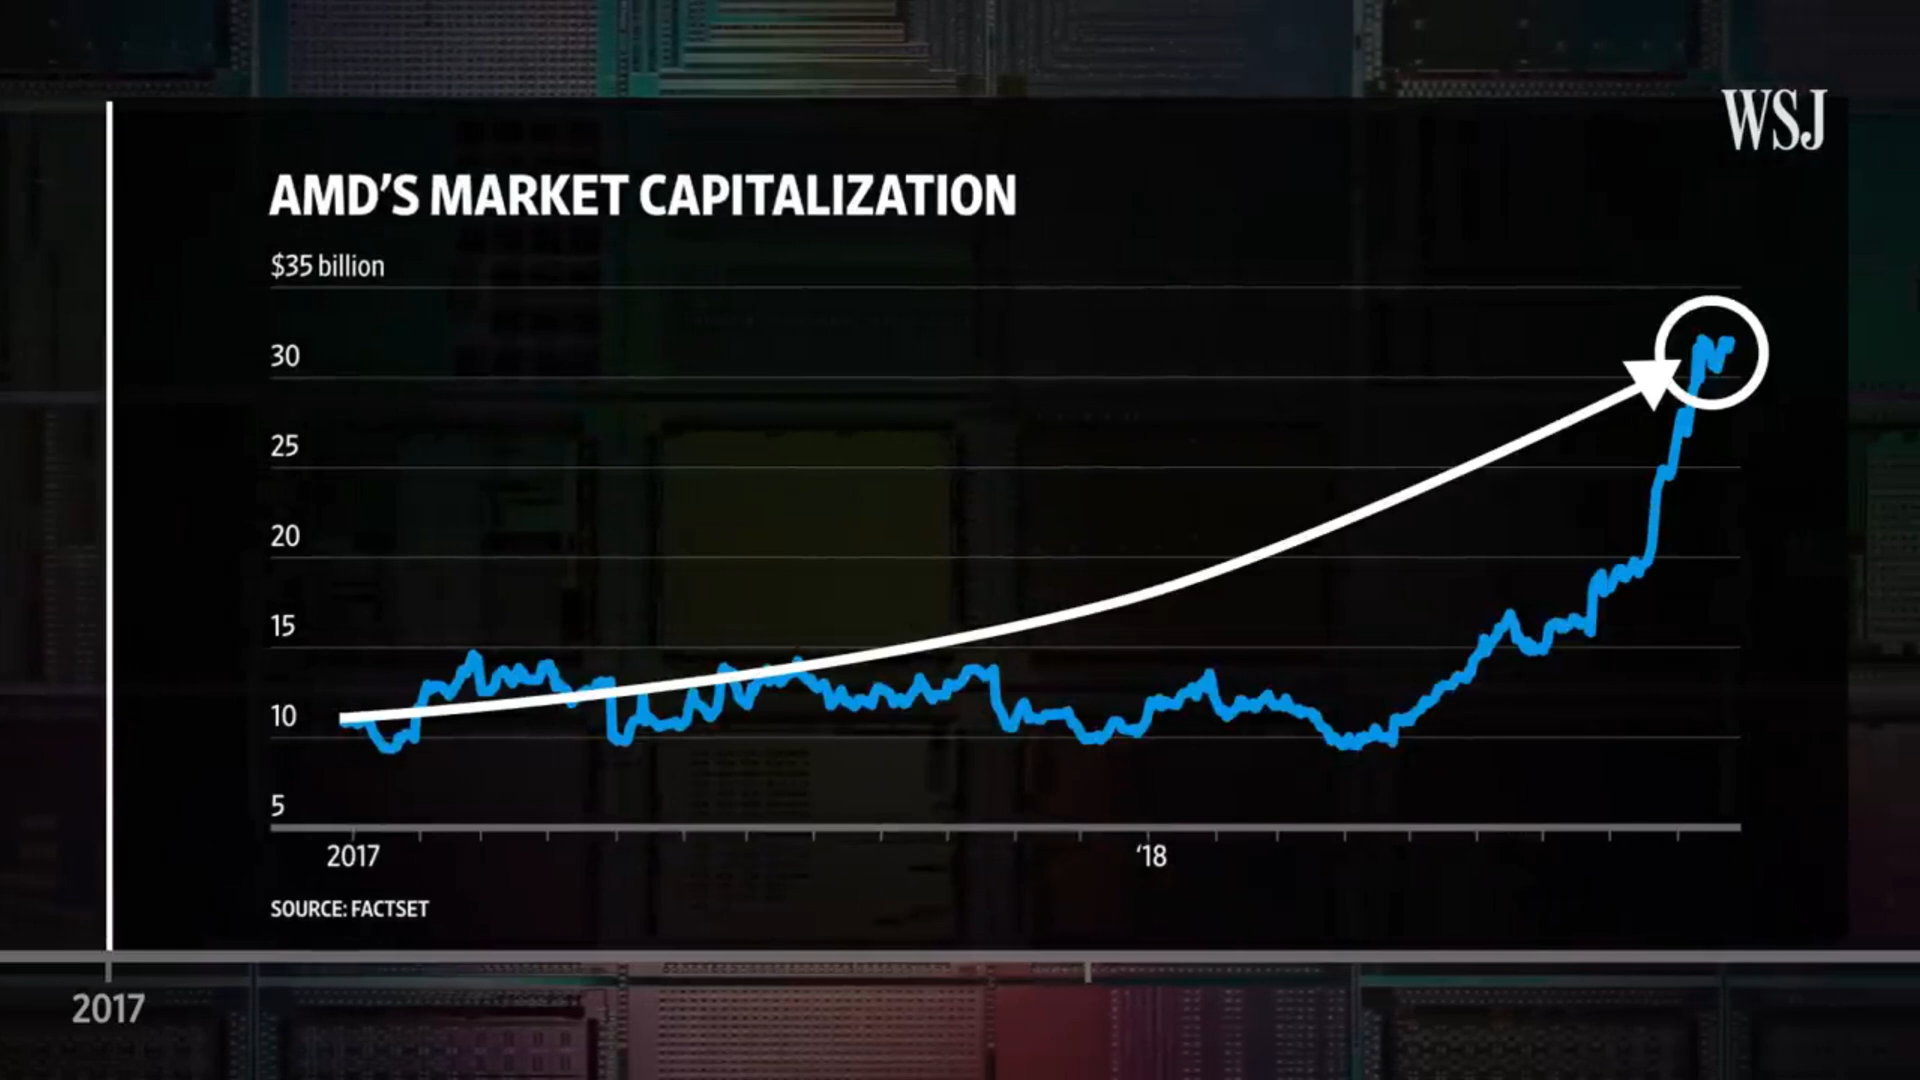 WSJ
AMD'S MARKET CAPITALIZATION
$35 billion
30
25
20
15
10
5
2017 '18
SOURCE: FACTSET
2017